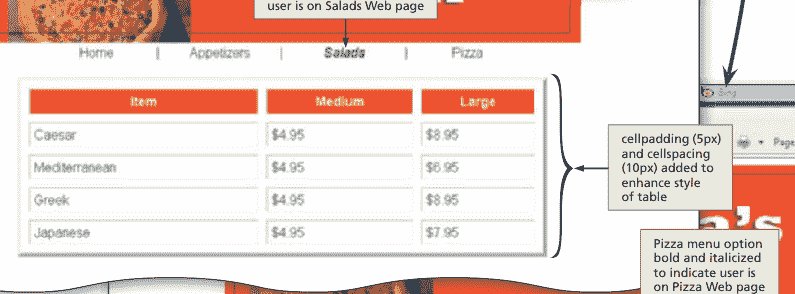 user is on Salads Web page
Home | Appetizers | Salads | Pizza
Item Medium Large
Caesar $4.95 $8.95
Mediterranean $4.95 $6.95
Greek $4.95 $8.95
Japanese $4.95 $7.95
cellpadding (5px)
and cellspacing
(10px) added to
enhance style
of table
Page
a's
Pizza menu option
bold and italicized
to indicate user is
on Pizza Web page